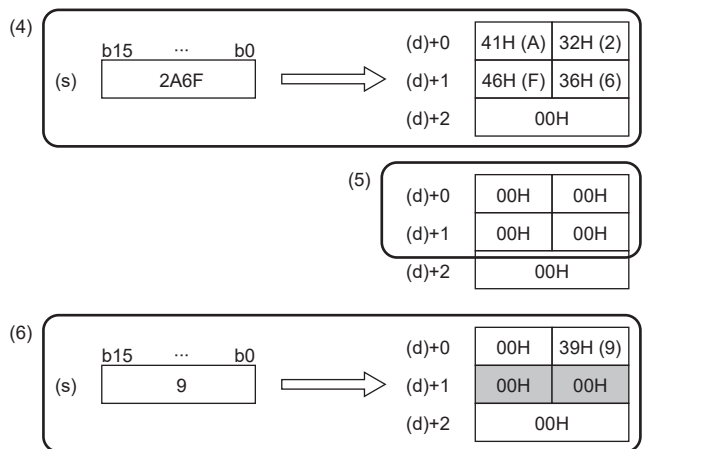 (4)
b15 ... b0
(s) 2A6F
(d)+0 41H (A) 32H (2)
(d)+1 46H (F) 36H (6)
(d)+2 00H
(5)
(d)+0 00H 00H
(d)+1 00H 00H
(d)+2 00H
(6)
b15 ... b0
(s) 9
(d)+0 00H 39H (9)
(d)+1 00H 00H
(d)+2 00H